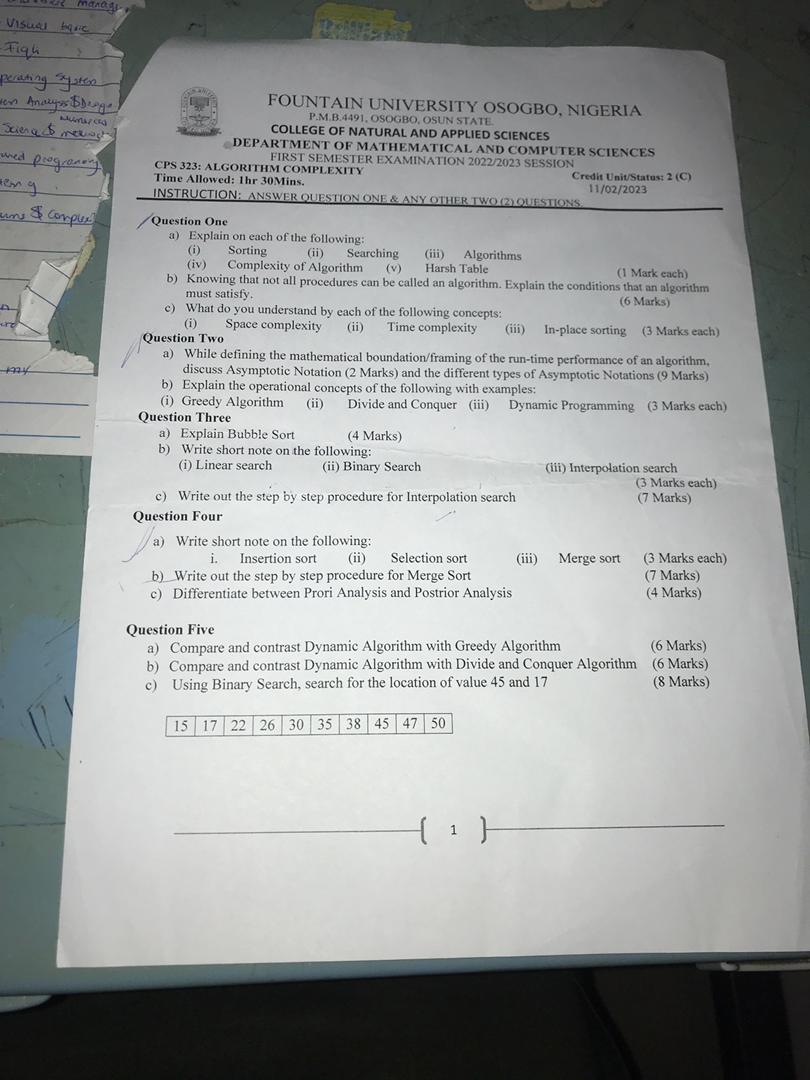 Visual basic
Fiqh
perating System
FOUNTAIN UNIVERSITY OSOGBO, NIGERIA
P.M.B.4491, OSOGBO, OSUN STATE.
COLLEGE OF NATURAL AND APPLIED SCIENCES
DEPARTMENT OF MATHEMATICAL AND COMPUTER SCIENCES
FIRST SEMESTER EXAMINATION 2022/2023 SESSION
CPS 323: ALGORITHM COMPLEXITY Credit Unit/Status: 2 (C)
Time Allowed: 1hr 30Mins. 11/02/2023
INSTRUCTION: ANSWER QUESTION ONE & ANY OTHER TWO (2) QUESTIONS.
Question One
a) Explain on each of the following:
(i) Sorting (ii) Searching (iii) Algorithms
(iv) Complexity of Algorithm (v) Harsh Table (1 Mark each)
b) Knowing that not all procedures can be called an algorithm. Explain the conditions that an algorithm
must satisfy. (6 Marks)
c) What do you understand by each of the following concepts:
(i) Space complexity (ii) Time complexity (iii) In-place sorting (3 Marks each)
Question Two
a) While defining the mathematical boundation/framing of the run-time performance of an algorithm,
discuss Asymptotic Notation (2 Marks) and the different types of Asymptotic Notations (9 Marks)
b) Explain the operational concepts of the following with examples:
(i) Greedy Algorithm (ii) Divide and Conquer (iii) Dynamic Programming (3 Marks each)
Question Three
a) Explain Bubble Sort (4 Marks)
b) Write short note on the following:
(i) Linear search (ii) Binary Search (iii) Interpolation search
(3 Marks each)
c) Write out the step by step procedure for Interpolation search (7 Marks)
Question Four
a) Write short note on the following:
i. Insertion sort (ii) Selection sort (iii) Merge sort (3 Marks each)
b) Write out the step by step procedure for Merge Sort (7 Marks)
c) Differentiate between Prori Analysis and Postrior Analysis (4 Marks)
Question Five
a) Compare and contrast Dynamic Algorithm with Greedy Algorithm (6 Marks)
b) Compare and contrast Dynamic Algorithm with Divide and Conquer Algorithm (6 Marks)
c) Using Binary Search, search for the location of value 45 and 17 (8 Marks)
15 17 22 26 30 35 38 45 47 50
1